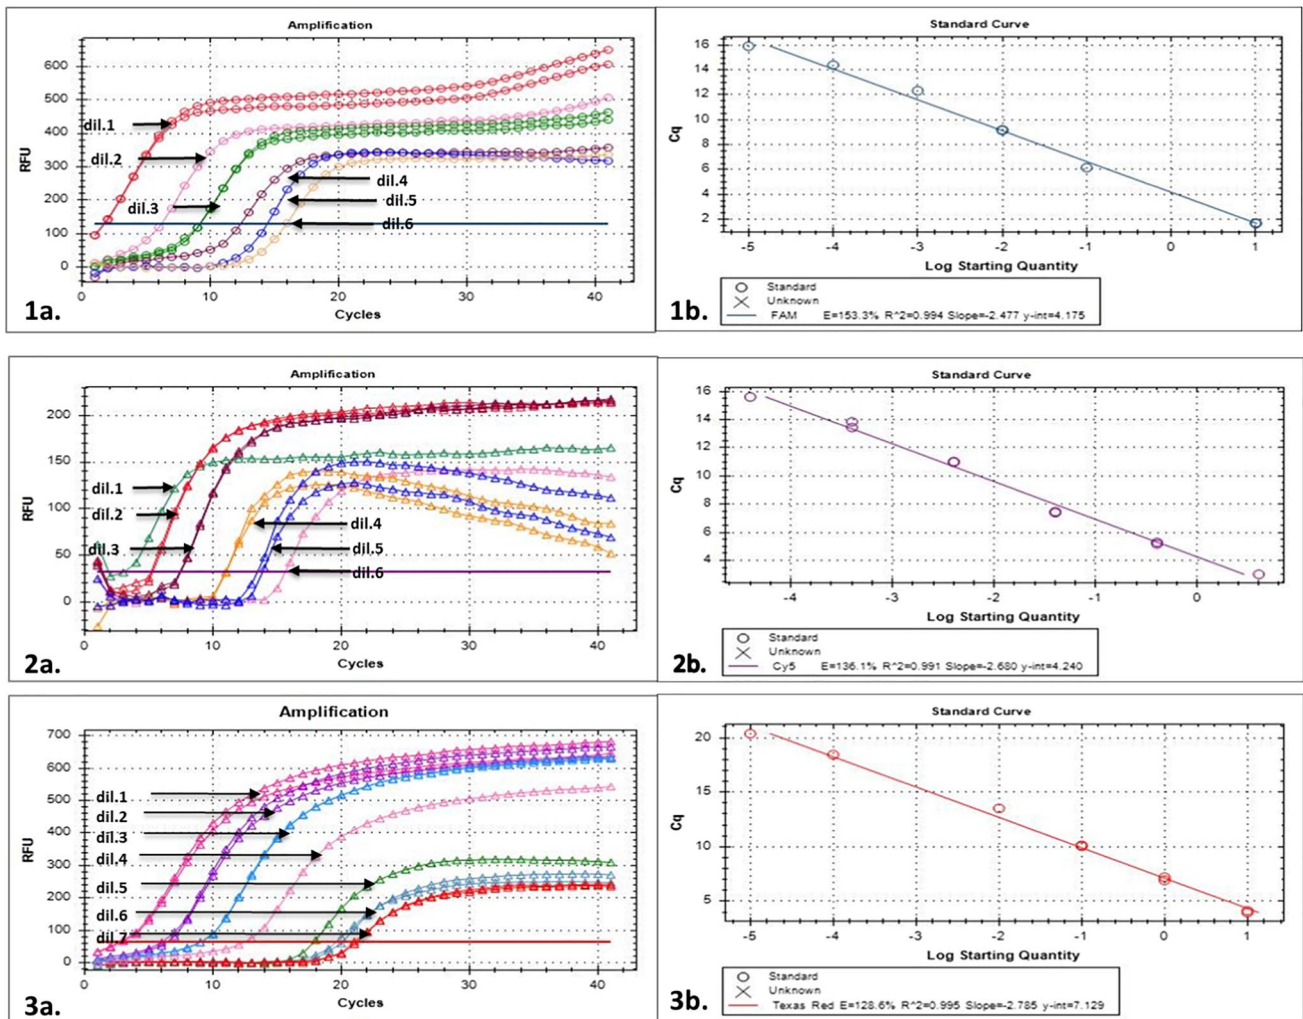 Amplification
RFU
600
500
400
300
200
100
0
dil.1
dil.2
dil.3
dil.4
dil.5
dil.6
0 10 20 30 40
Cycles
1a.
Standard Curve
Cq
16
14
12
10
8
6
4
2
-5 -4 -3 -2 -1 0 1
Log Starting Quantity
Standard
Unknown
FAM E=153.3% R^2=0.994 Slope=-2.477 y-int=4.175
1b.
Amplification
RFU
200
150
100
50
0
dil.1
dil.2
dil.3
dil.4
dil.5
dil.6
0 10 20 30 40
Cycles
2a.
Standard Curve
Cq
16
14
12
10
8
6
4
-4 -3 -2 -1 0
Log Starting Quantity
Standard
Unknown
Cy5 E=136.1% R^2=0.991 Slope=-2.680 y-int=4.240
2b.
Amplification
RFU
700
600
500
400
300
200
100
0
dil.1
dil.2
dil.3
dil.4
dil.5
dil.6
dil.7
0 10 20 30 40
Cycles
3a.
Standard Curve
Cq
20
15
10
5
-5 -4 -3 -2 -1 0 1
Log Starting Quantity
Standard
Unknown
Texas Red E=128.6% R^2=0.995 Slope=-2.785 y-int=7.129
3b.